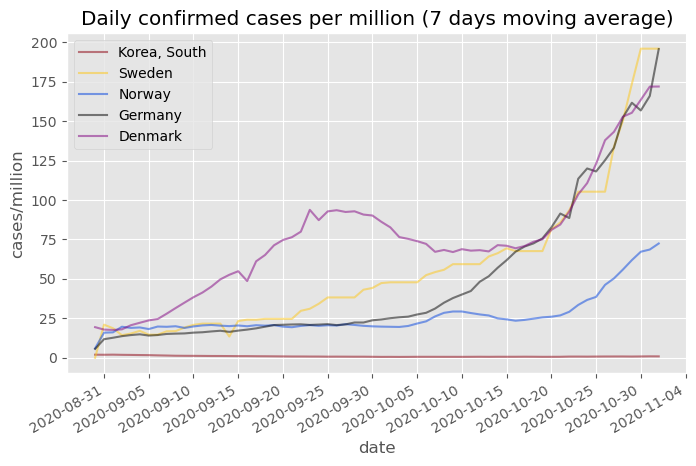 Daily confirmed cases per million (7 days moving average)
200
175
150
125
100
75
50
25
0
cases/million
Korea, South
Sweden
Norway
Germany
Denmark
2020-08-31
2020-09-05
2020-09-10
2020-09-15
2020-09-20
2020-09-25
2020-09-30
2020-10-05
2020-10-10
2020-10-15
2020-10-20
2020-10-25
2020-10-30
2020-11-04
date